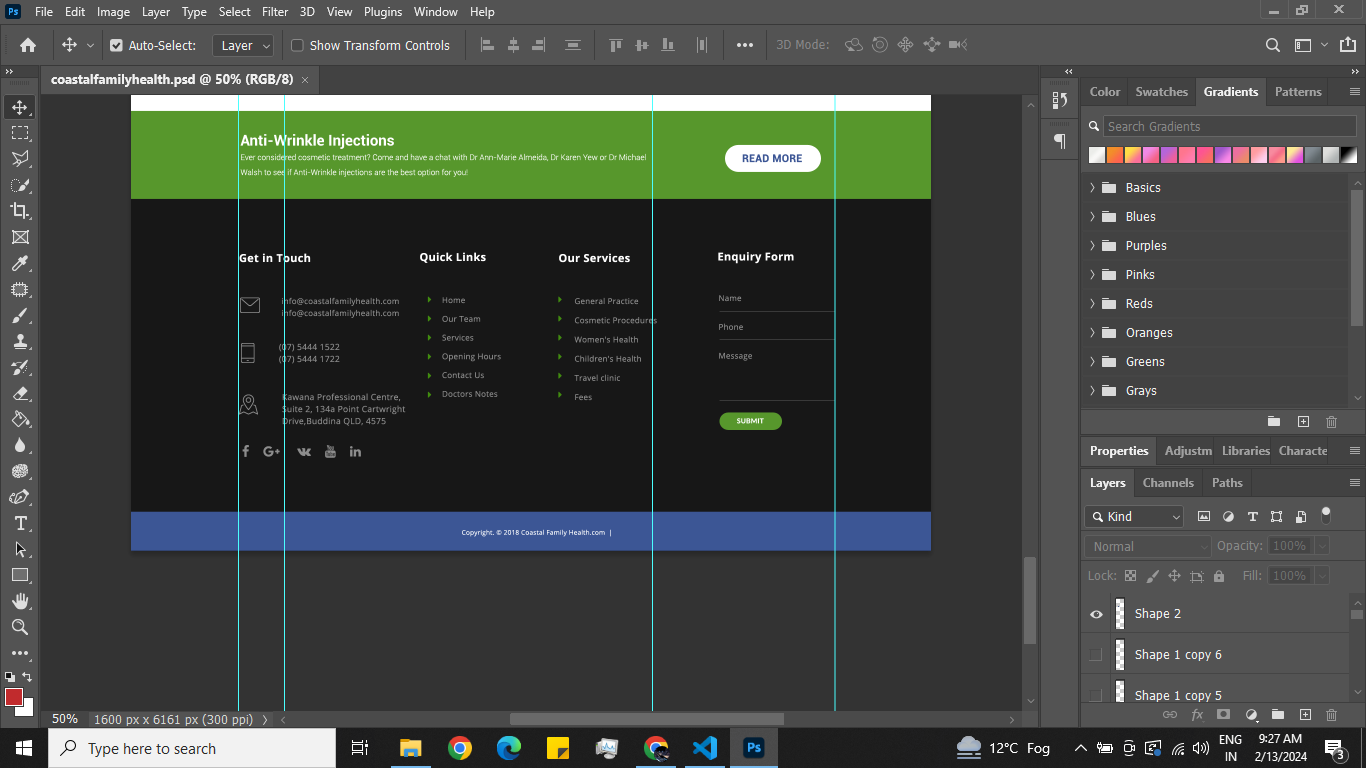 File Edit Image Layer Type Select Filter 3D View Plugins Window Help
Auto-Select: Layer Show Transform Controls 3D Mode:
coastalfamilyhealth.psd @ 50% (RGB/8) ×
Anti-Wrinkle Injections
Ever considered cosmetic treatment? Come and have a chat with Dr Ann-Marie Almeida, Dr Karen Yew or Dr Michael
Walsh to see if Anti-Wrinkle injections are the best option for you!
READ MORE
Get in Touch
info@coastalfamilyhealth.com
info@coastalfamilyhealth.com
(07) 5444 1522
(07) 5444 1722
Kawana Professional Centre,
Suite 2, 134a Point Cartwright
Drive,Buddina QLD, 4575
Quick Links
Home
Our Team
Services
Opening Hours
Contact Us
Doctors Notes
Our Services
General Practice
Cosmetic Procedures
Women's Health
Children's Health
Travel clinic
Fees
Enquiry Form
Name
Phone
Message
SUBMIT
Copyright. © 2018 Coastal Family Health.com |
50% 1600 px x 6161 px (300 ppi)
Color Swatches Gradients Patterns
Search Gradients
Basics
Blues
Purples
Pinks
Reds
Oranges
Greens
Grays
Properties Adjustm Libraries Characte
Layers Channels Paths
Kind
Normal Opacity: 100%
Lock: Fill: 100%
Shape 2
Shape 1 copy 6
Shape 1 copy 5
Type here to search
12°C Fog
ENG
IN
9:27 AM
2/13/2024
3